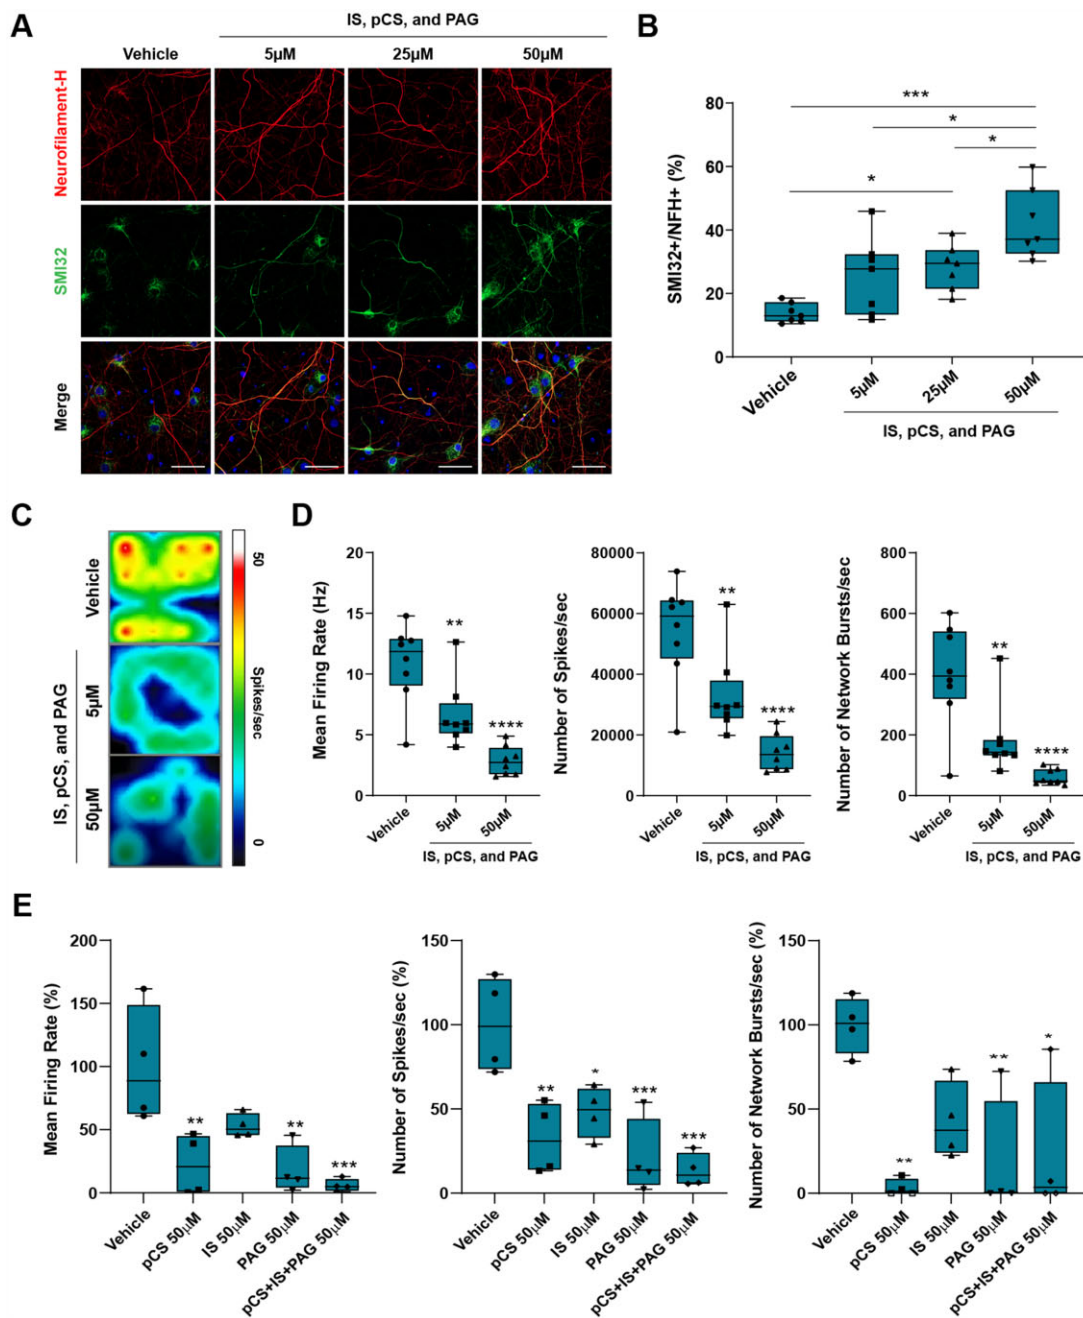 A
IS, pCS, and PAG
Vehicle 5µM 25µM 50µM
Neurofilament-H
SMI32
Merge
B
SMI32+/NFH+ (%)
80
60
40
20
0
***
*
*
*
Vehicle 5µM 25µM 50µM
IS, pCS, and PAG
C
Vehicle
5µM
50µM
IS, pCS, and PAG
50
Spikes/sec
0
D
Mean Firing Rate (Hz)
20
15
10
5
0
**
****
Vehicle 5µM 50µM
IS, pCS, and PAG
Number of Spikes/sec
80000
60000
40000
20000
0
**
****
Vehicle 5µM 50µM
IS, pCS, and PAG
Number of Network Bursts/sec
800
600
400
200
0
**
****
Vehicle 5µM 50µM
IS, pCS, and PAG
E
Mean Firing Rate (%)
200
150
100
50
0
**
**
***
Vehicle
pCS 50µM
IS 50µM
PAG 50µM
pCS+IS+PAG 50µM
Number of Spikes/sec (%)
150
100
50
0
**
*
***
***
Vehicle
pCS 50µM
IS 50µM
PAG 50µM
pCS+IS+PAG 50µM
Number of Network Bursts/sec (%)
150
100
50
0
**
**
*
Vehicle
pCS 50µM
IS 50µM
PAG 50µM
pCS+IS+PAG 50µM